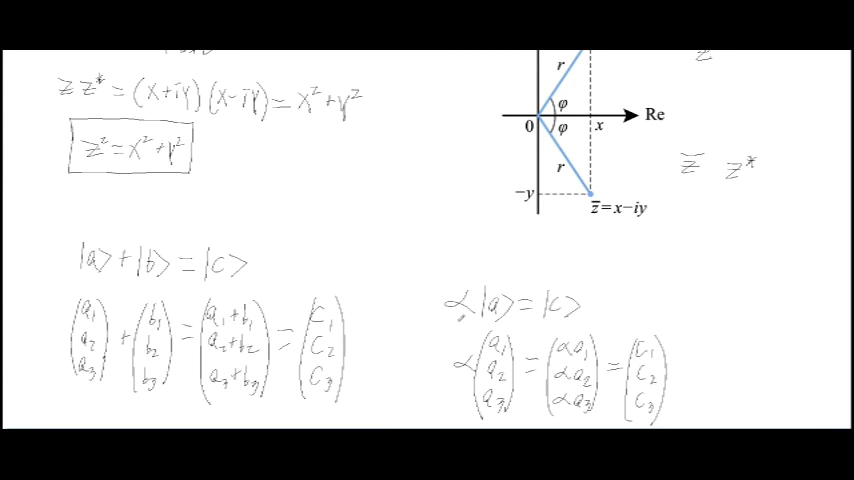 z z* = (x+iy)(x-iy) = x² + y²
z² = x² + y²
r
φ
φ
0
x
Re
r
-y
z̅=x-iy
z̅ z*
|a> + |b> = |c>
(a₁ a₂ a₃) + (b₁ b₂ b₃) = (a₁+b₁ a₂+b₂ a₃+b₃) = (C₁ C₂ C₃)
α|a> = |c>
α(a₁ a₂ a₃) = (αa₁ αa₂ αa₃) = (C₁ C₂ C₃)